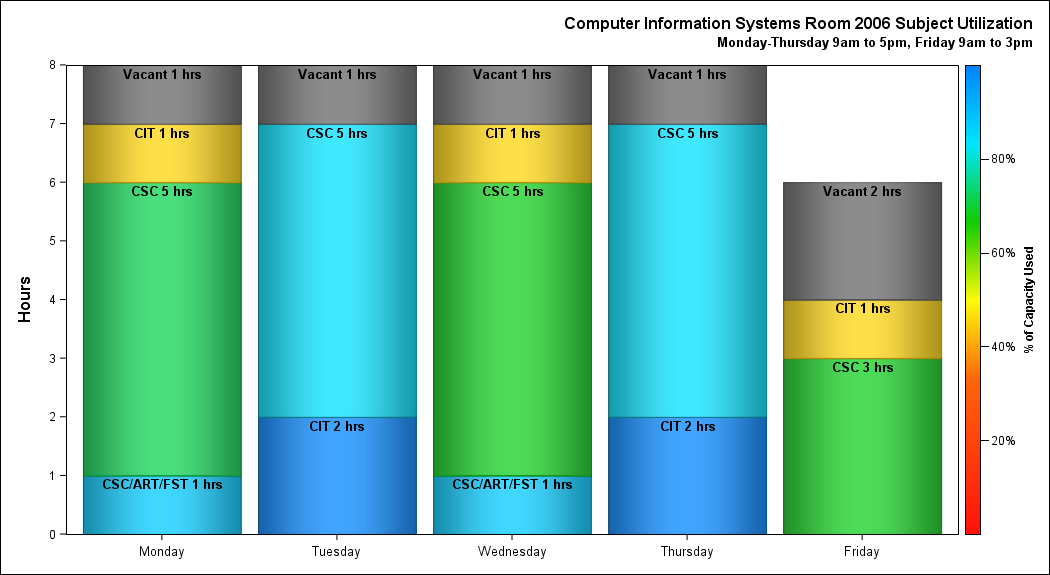 Computer Information Systems Room 2006 Subject Utilization
Monday-Thursday 9am to 5pm, Friday 9am to 3pm
8
Vacant 1 hrs
Vacant 1 hrs
Vacant 1 hrs
Vacant 1 hrs
7
CIT 1 hrs
CSC 5 hrs
CIT 1 hrs
CSC 5 hrs
80%
6
CSC 5 hrs
CSC 5 hrs
Vacant 2 hrs
5
60%
4
CIT 1 hrs
Hours
% of Capacity Used
3
40%
CSC 3 hrs
2
CIT 2 hrs
CIT 2 hrs
20%
1
CSC/ART/FST 1 hrs
CSC/ART/FST 1 hrs
0
Monday
Tuesday
Wednesday
Thursday
Friday